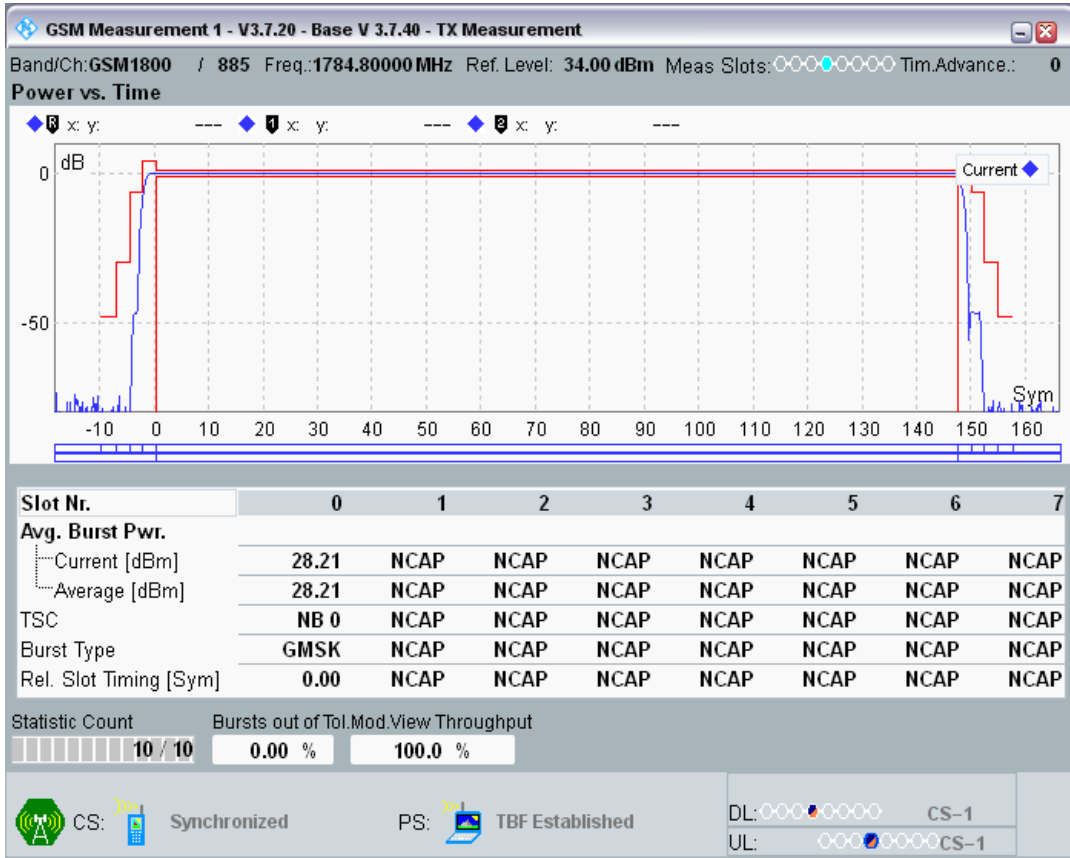 GSM Measurement 1 - V3.7.20 - Base V 3.7.40 - TX Measurement
Band/Ch:GSM1800 / 885 Freq.:1784.80000 MHz Ref. Level: 34.00 dBm Meas Slots: Tim.Advance.: 0
Power vs. Time
R x: y: --- 1 x: y: --- 2 x: y: ---
dB
Current
0
-50
Sym
-10 0 10 20 30 40 50 60 70 80 90 100 110 120 130 140 150 160
Slot Nr. 0 1 2 3 4 5 6 7
Avg. Burst Pwr.
Current [dBm] 28.21 NCAP NCAP NCAP NCAP NCAP NCAP NCAP
Average [dBm] 28.21 NCAP NCAP NCAP NCAP NCAP NCAP NCAP
TSC NB 0 NCAP NCAP NCAP NCAP NCAP NCAP NCAP
Burst Type GMSK NCAP NCAP NCAP NCAP NCAP NCAP NCAP
Rel. Slot Timing [Sym] 0.00 NCAP NCAP NCAP NCAP NCAP NCAP NCAP
Statistic Count Bursts out of Tol.Mod.View Throughput
10 / 10 0.00 % 100.0 %
CS: Synchronized PS: TBF Established DL: CS-1
UL: CS-1